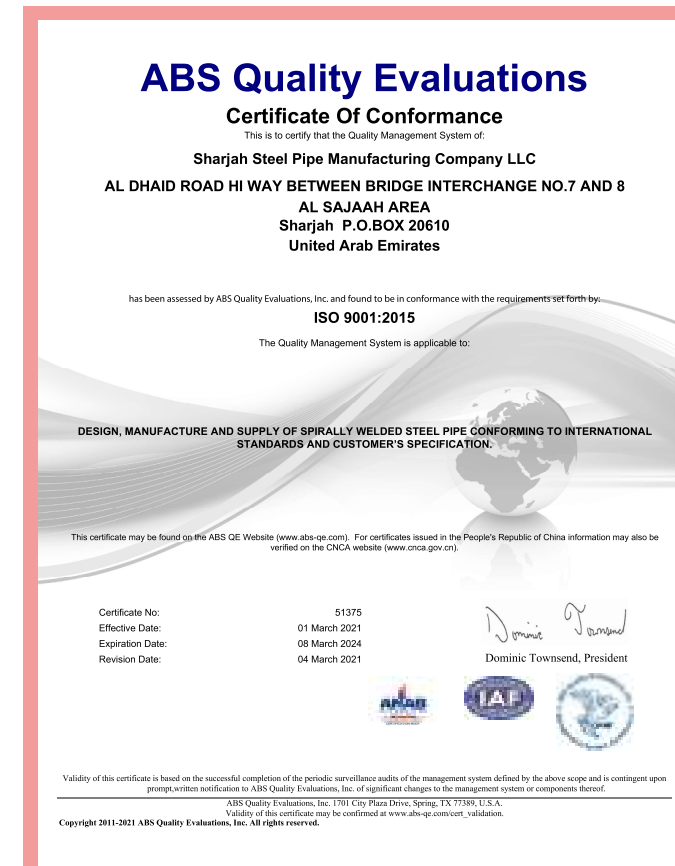 ABS Quality Evaluations
Certificate Of Conformance
This is to certify that the Quality Management System of:
Sharjah Steel Pipe Manufacturing Company LLC
AL DHAID ROAD HI WAY BETWEEN BRIDGE INTERCHANGE NO.7 AND 8
AL SAJAAH AREA
Sharjah P.O.BOX 20610
United Arab Emirates
has been assessed by ABS Quality Evaluations, Inc. and found to be in conformance with the requirements set forth by:
ISO 9001:2015
The Quality Management System is applicable to:
DESIGN, MANUFACTURE AND SUPPLY OF SPIRALLY WELDED STEEL PIPE CONFORMING TO INTERNATIONAL
STANDARDS AND CUSTOMER'S SPECIFICATION.
This certificate may be found on the ABS QE Website (www.abs-qe.com). For certificates issued in the People's Republic of China information may also be
verified on the CNCA website (www.cnca.gov.cn).
Certificate No: 51375
Effective Date: 01 March 2021
Expiration Date: 08 March 2024
Revision Date: 04 March 2021
Dominic Townsend
Dominic Townsend, President
ANAB
IAF
Validity of this certificate is based on the successful completion of the periodic surveillance audits of the management system defined by the above scope and is contingent upon
prompt,written notification to ABS Quality Evaluations, Inc. of significant changes to the management system or components thereof.
ABS Quality Evaluations, Inc. 1701 City Plaza Drive, Spring, TX 77389, U.S.A.
Validity of this certificate may be confirmed at www.abs-qe.com/cert_validation.
Copyright 2011-2021 ABS Quality Evaluations, Inc. All rights reserved.